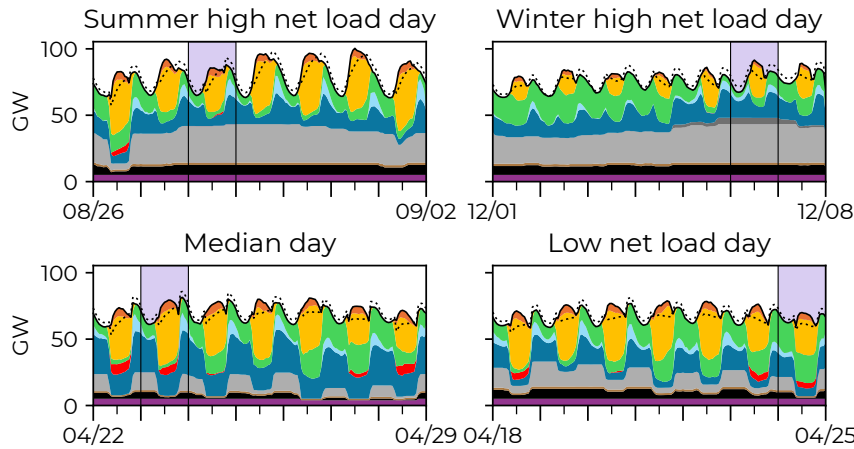 Summer high net load day
Winter high net load day
100
50
0
GW
08/26
09/02
12/01
12/08
Median day
Low net load day
100
50
0
GW
04/22
04/29
04/18
04/25